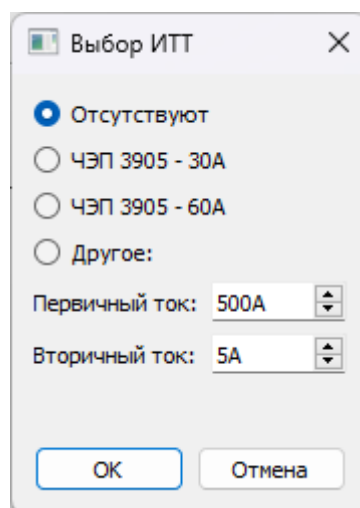 Выбор ИТТ
Отсутствуют
ЧЭП 3905 - 30А
ЧЭП 3905 - 60А
Другое:
Первичный ток: 500А
Вторичный ток: 5А
ОК Отмена